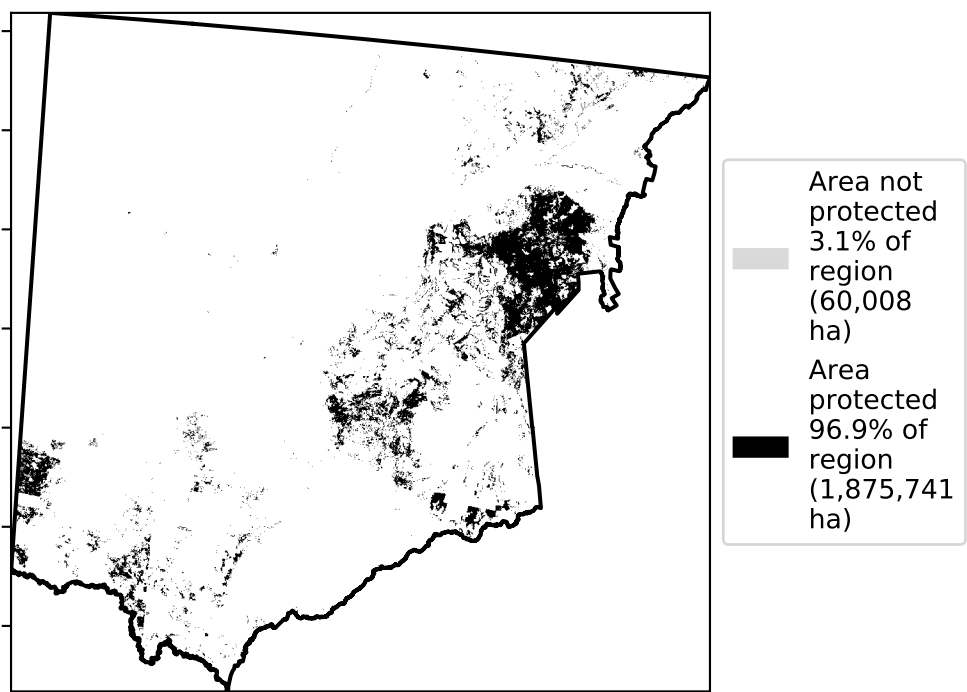 Area not
protected
3.1% of
region
(60,008
ha)
Area
protected
96.9% of
region
(1,875,741
ha)